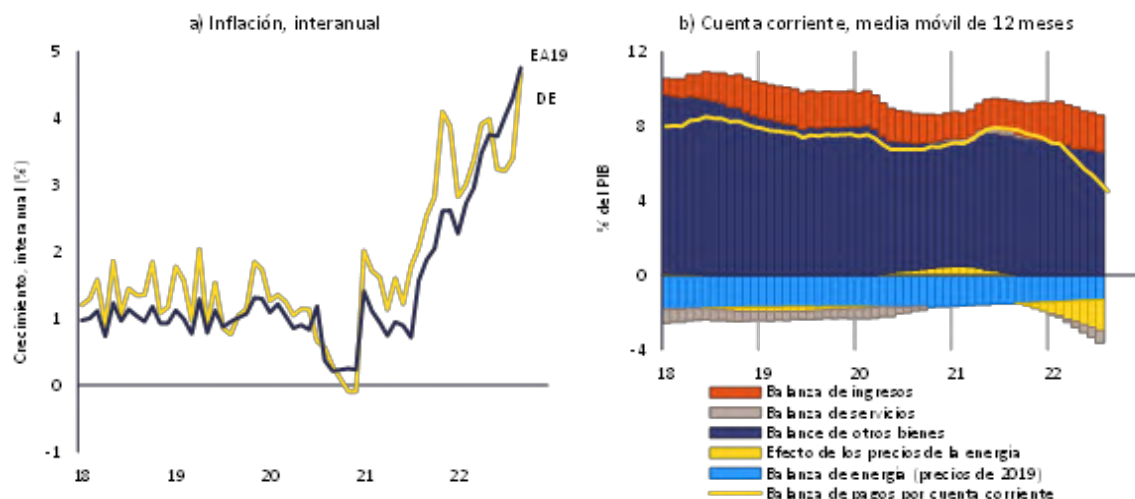 a) Inflación, interanual
5
4
3
2
1
0
-1
Crecimiento, interanual (%)
EA19
DE
18 19 20 21 22
b) Cuenta corriente, media móvil de 12 meses
12
8
4
0
-4
% del PIB
18 19 20 21 22
Balanza de ingresos
Balanza de servicios
Balance de otros bienes
Efecto de los precios de la energía
Balanza de energía (precios de 2019)
Balanza de pagos por cuenta corriente